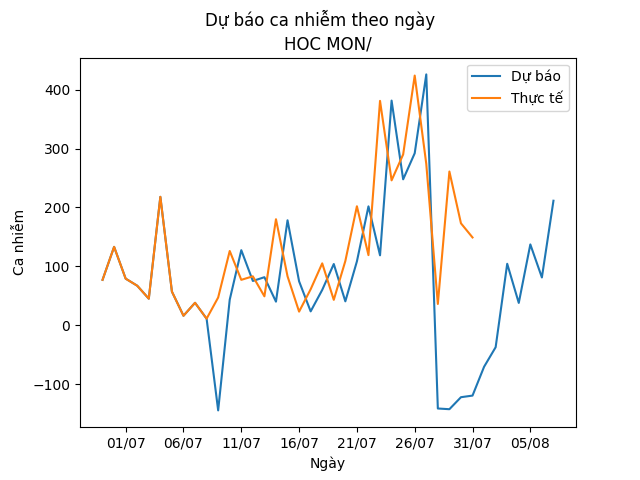 Dự báo ca nhiễm theo ngày
HOC MON/
Dự báo
Thực tế
Ca nhiễm
400
300
200
100
0
−100
01/07 06/07 11/07 16/07 21/07 26/07 31/07 05/08
Ngày